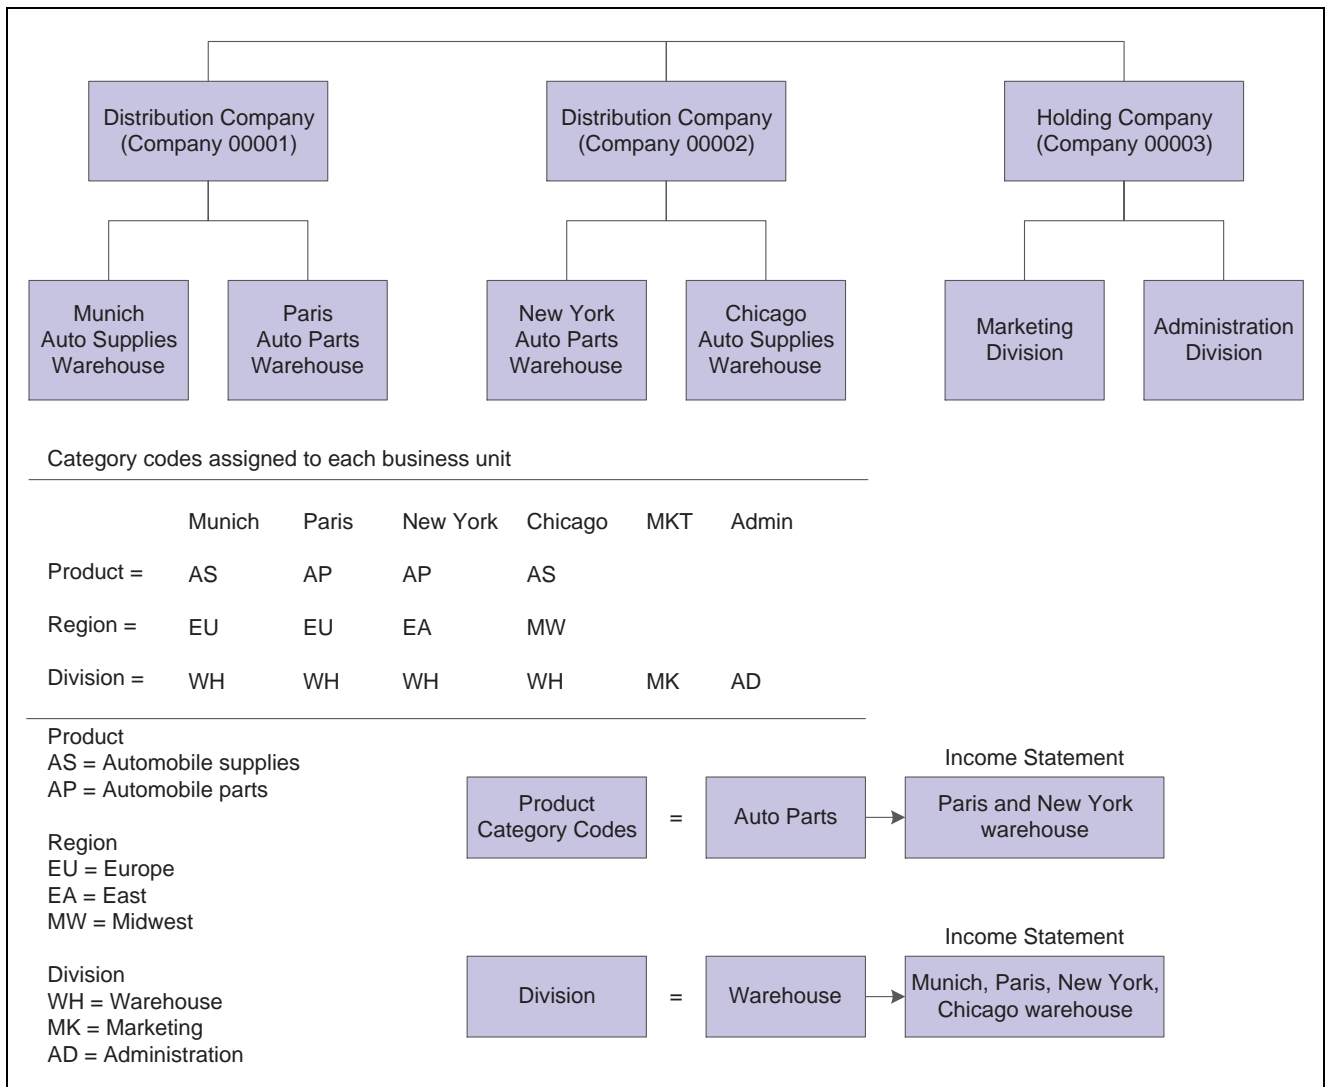 Distribution Company
(Company 00001)
Distribution Company
(Company 00002)
Holding Company
(Company 00003)
Munich
Auto Supplies
Warehouse
Paris
Auto Parts
Warehouse
New York
Auto Parts
Warehouse
Chicago
Auto Supplies
Warehouse
Marketing
Division
Administration
Division
Category codes assigned to each business unit
Munich Paris New York Chicago MKT Admin
Product = AS AP AP AS
Region = EU EU EA MW
Division = WH WH WH WH MK AD
Product
AS = Automobile supplies
AP = Automobile parts
Region
EU = Europe
EA = East
MW = Midwest
Division
WH = Warehouse
MK = Marketing
AD = Administration
Income Statement
Product
Category Codes
=
Auto Parts
Paris and New York
warehouse
Income Statement
Division
=
Warehouse
Munich, Paris, New York,
Chicago warehouse